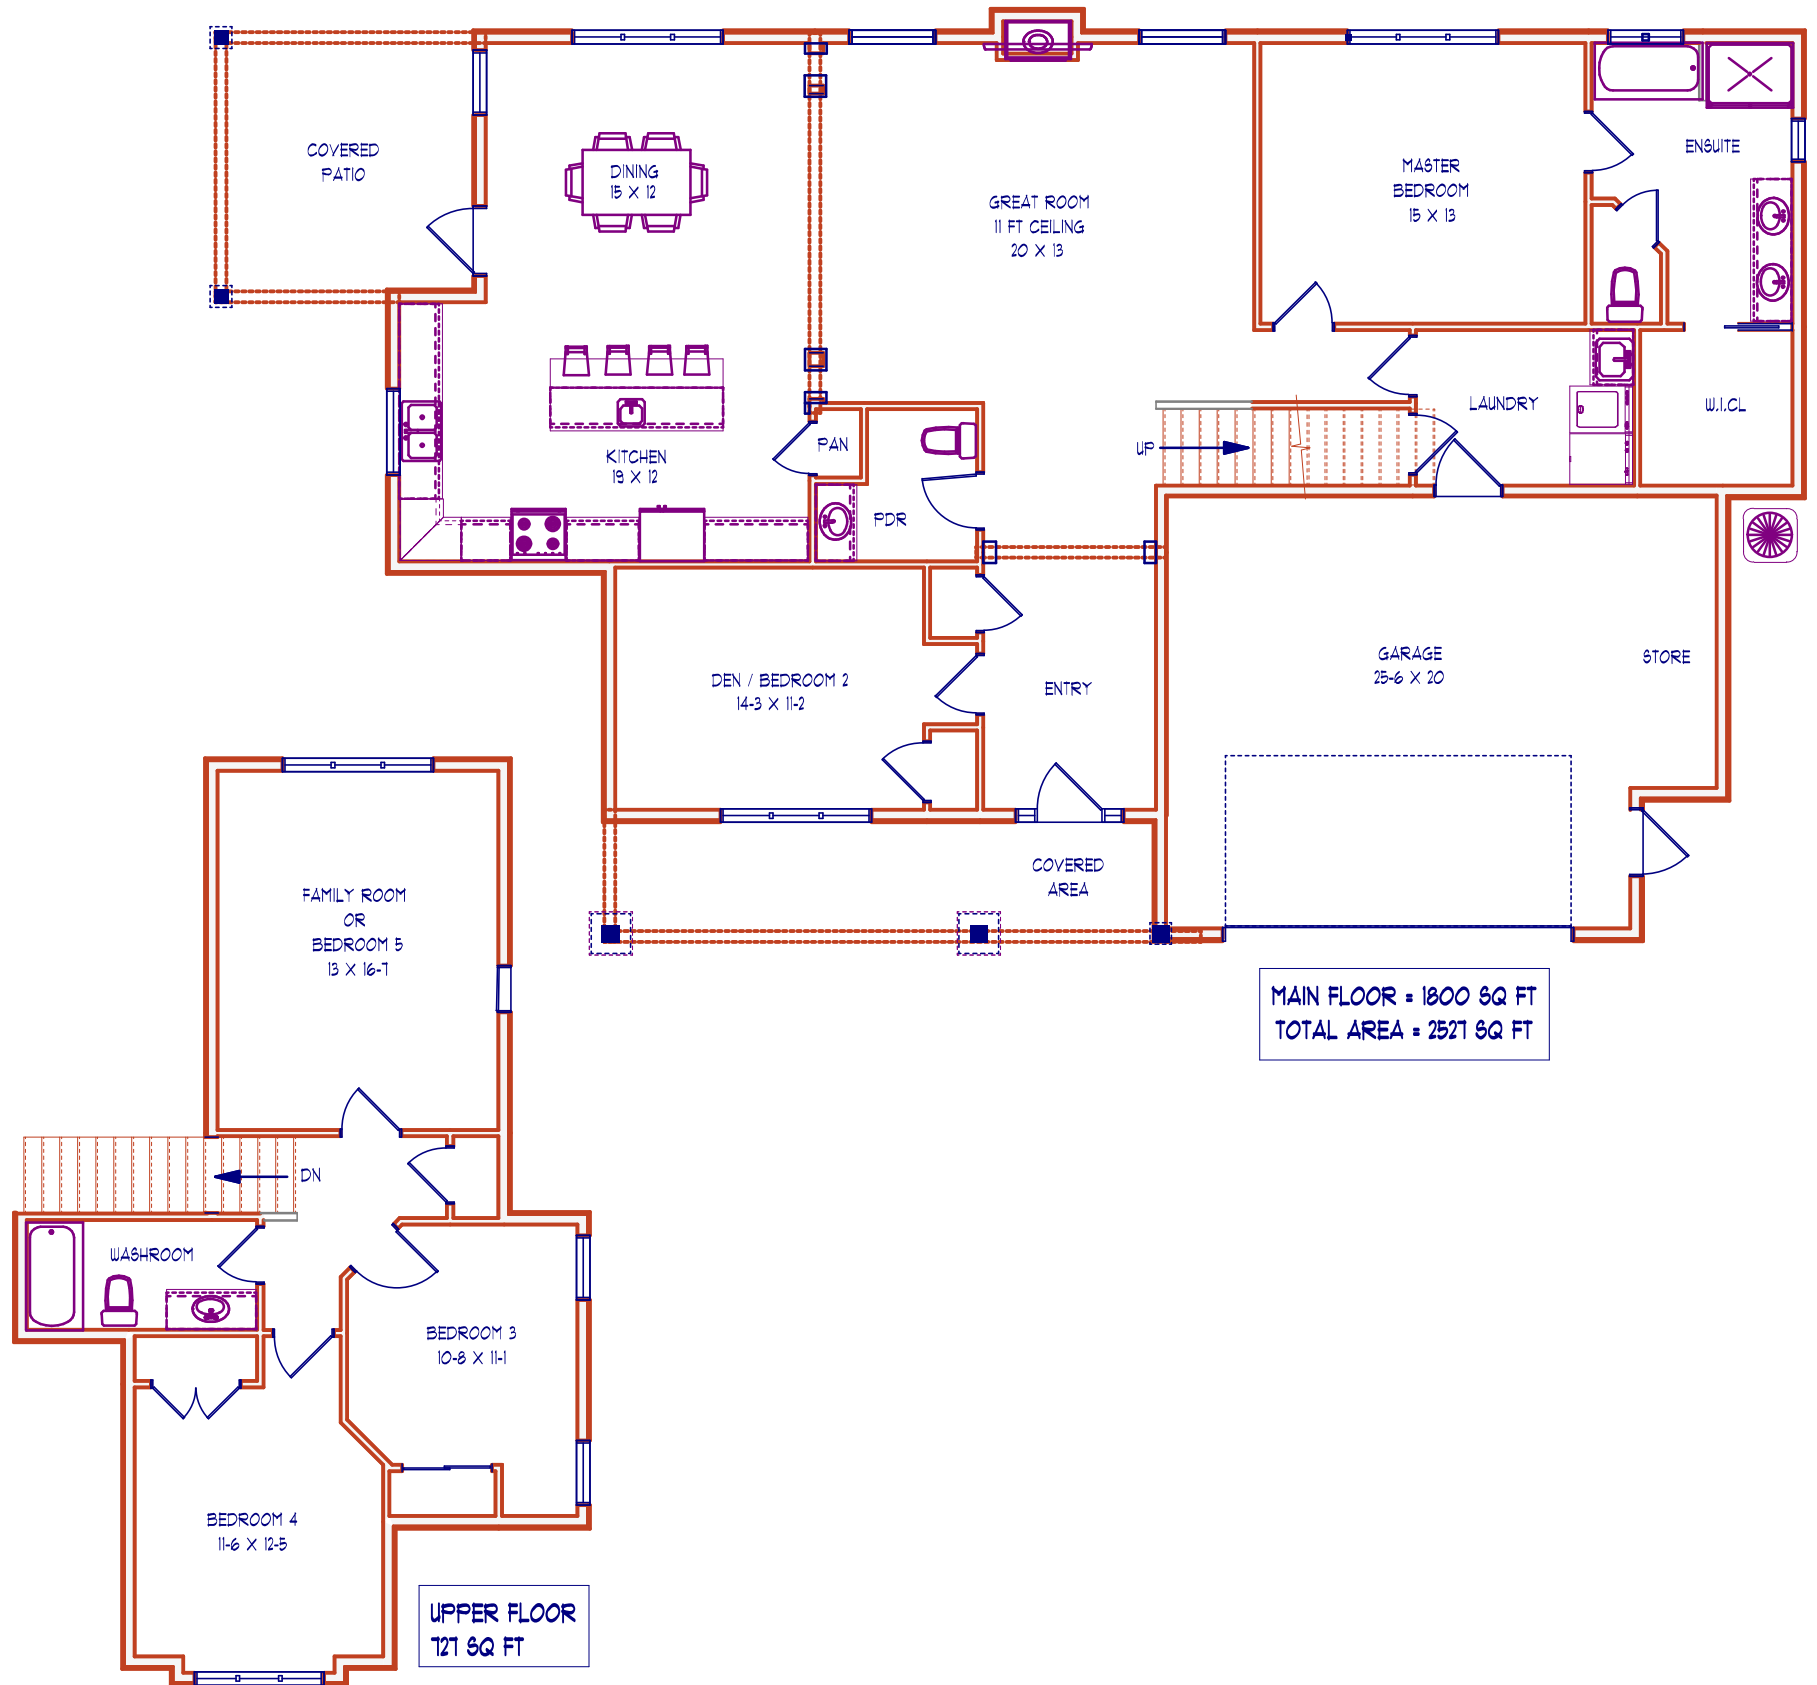 COVERED
PATIO
DINING
15 X 12
GREAT ROOM
11 FT CEILING
20 X 13
MASTER
BEDROOM
15 X 13
ENSUITE
KITCHEN
19 X 12
PAN
PDR
UP
LAUNDRY
W.I.CL
DEN / BEDROOM 2
14-3 X 11-2
ENTRY
GARAGE
25-6 X 20
STORE
COVERED
AREA
MAIN FLOOR = 1800 SQ FT
TOTAL AREA = 2527 SQ FT
FAMILY ROOM
OR
BEDROOM 5
13 X 16-7
DN
WASHROOM
BEDROOM 3
10-8 X 11-1
BEDROOM 4
11-6 X 12-5
UPPER FLOOR
727 SQ FT